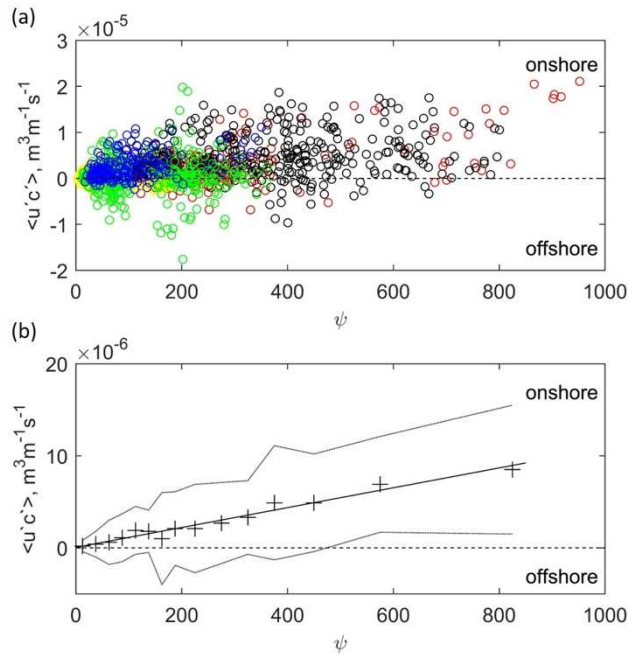 (a)
×10⁻⁵
3
2
1
0
-1
-2
<u´c´>, m³m⁻¹s⁻¹
onshore
offshore
0 200 400 600 800 1000
ψ
(b)
×10⁻⁶
20
10
0
-10
<u`c`>, m³m⁻¹s⁻¹
onshore
offshore
0 200 400 600 800 1000
ψ